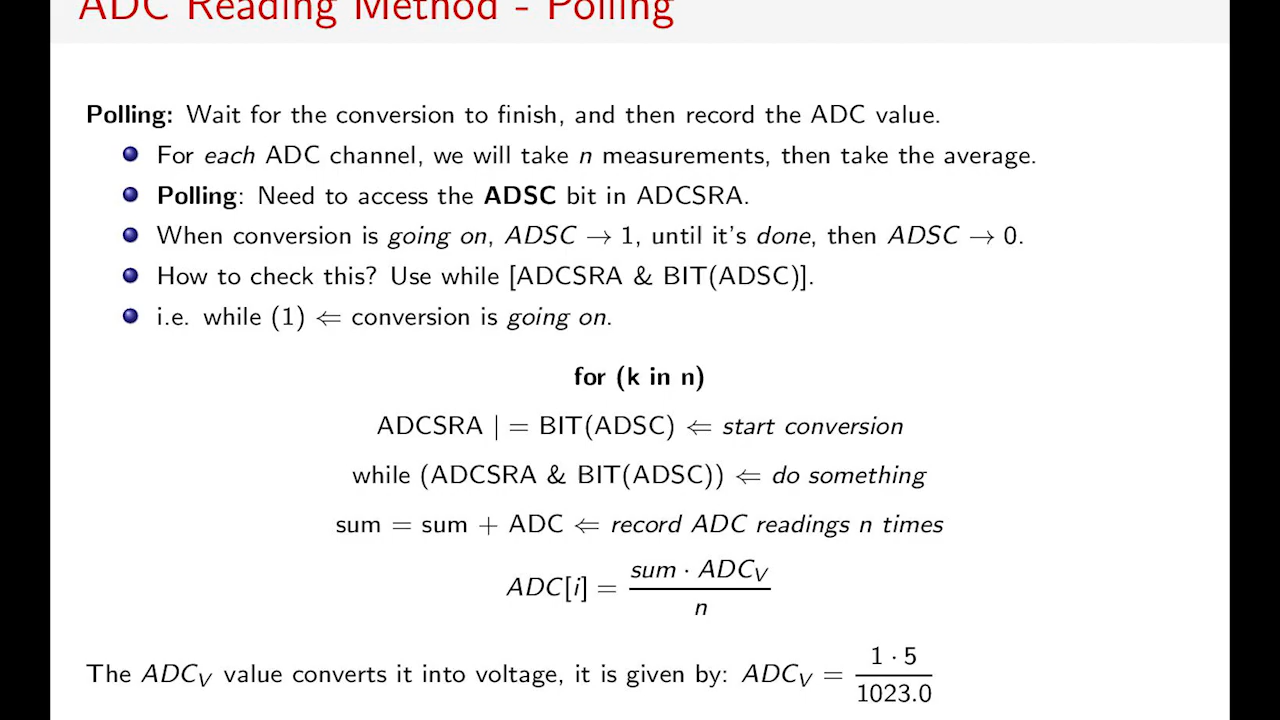 ADC Reading Method - Polling
Polling: Wait for the conversion to finish, and then record the ADC value.
For each ADC channel, we will take n measurements, then take the average.
Polling: Need to access the ADSC bit in ADCSRA.
When conversion is going on, ADSC → 1, until it's done, then ADSC → 0.
How to check this? Use while [ADCSRA & BIT(ADSC)].
i.e. while (1) ⇐ conversion is going on.
for (k in n)
ADCSRA | = BIT(ADSC) ⇐ start conversion
while (ADCSRA & BIT(ADSC)) ⇐ do something
sum = sum + ADC ⇐ record ADC readings n times
ADC[i] = sum · ADC_V / n
The ADC_V value converts it into voltage, it is given by: ADC_V = 1 · 5 / 1023.0